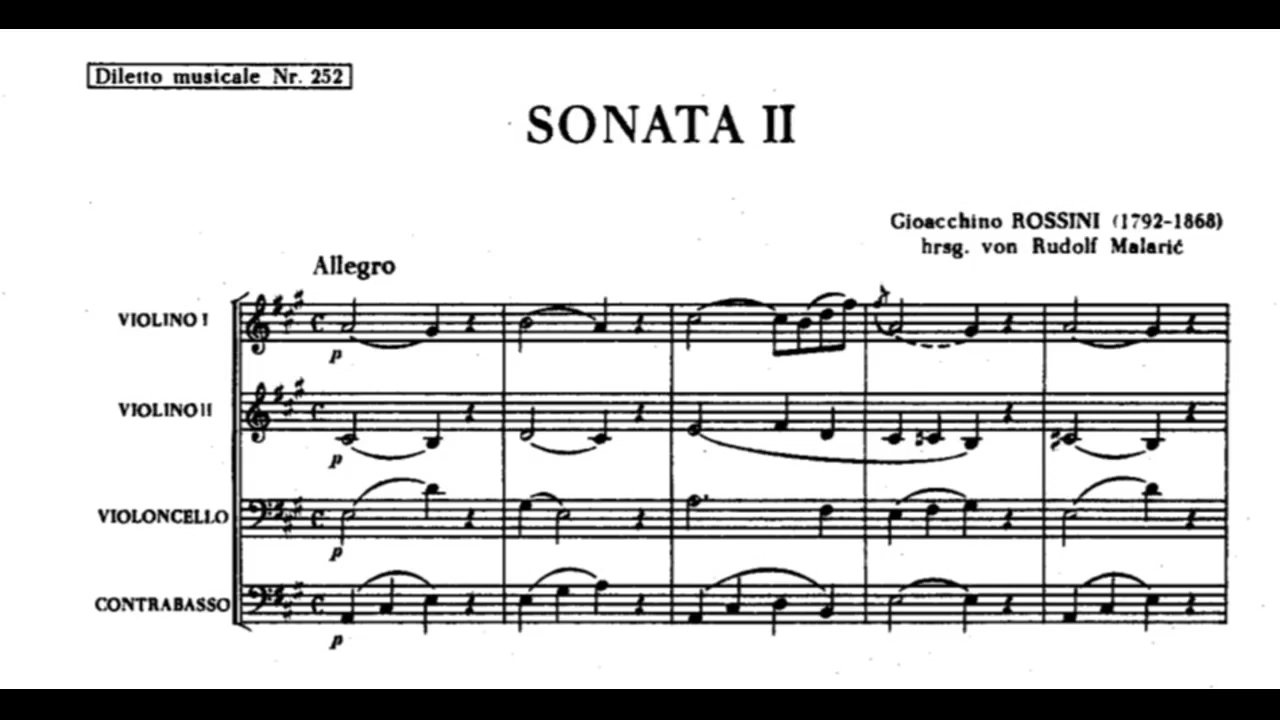 Diletto musicale Nr. 252
SONATA II
Gioacchino ROSSINI (1792-1868)
hrsg. von Rudolf Malarić
Allegro
VIOLINO I
p
VIOLINO II
p
VIOLONCELLO
p
CONTRABASSO
p